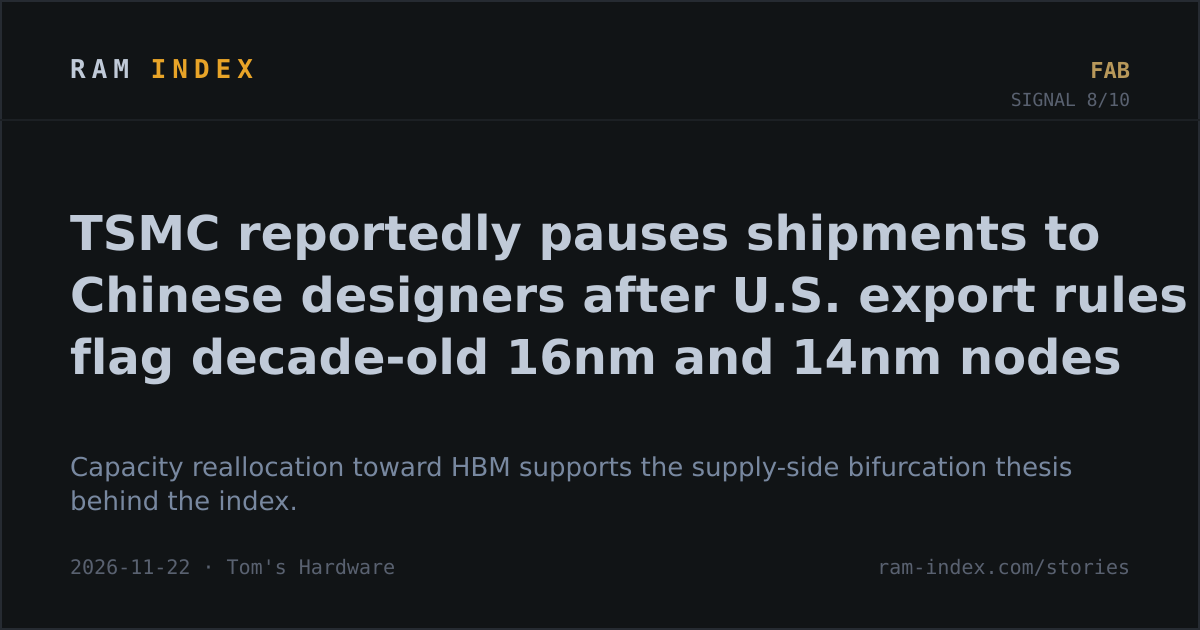 RAM INDEX
FAB
SIGNAL 8/10
TSMC reportedly pauses shipments to
Chinese designers after U.S. export rules
flag decade-old 16nm and 14nm nodes
Capacity reallocation toward HBM supports the supply-side bifurcation thesis
behind the index.
2026-11-22 · Tom's Hardware
ram-index.com/stories